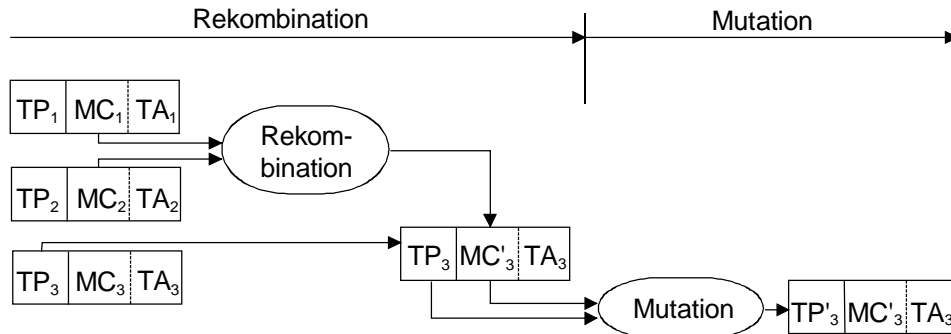 Rekombination
Mutation
TP₁ MC₁ TA₁
Rekom-
bination
TP₂ MC₂ TA₂
TP₃ MC₃ TA₃
TP₃ MC'₃ TA₃
Mutation
TP'₃ MC'₃ TA₃